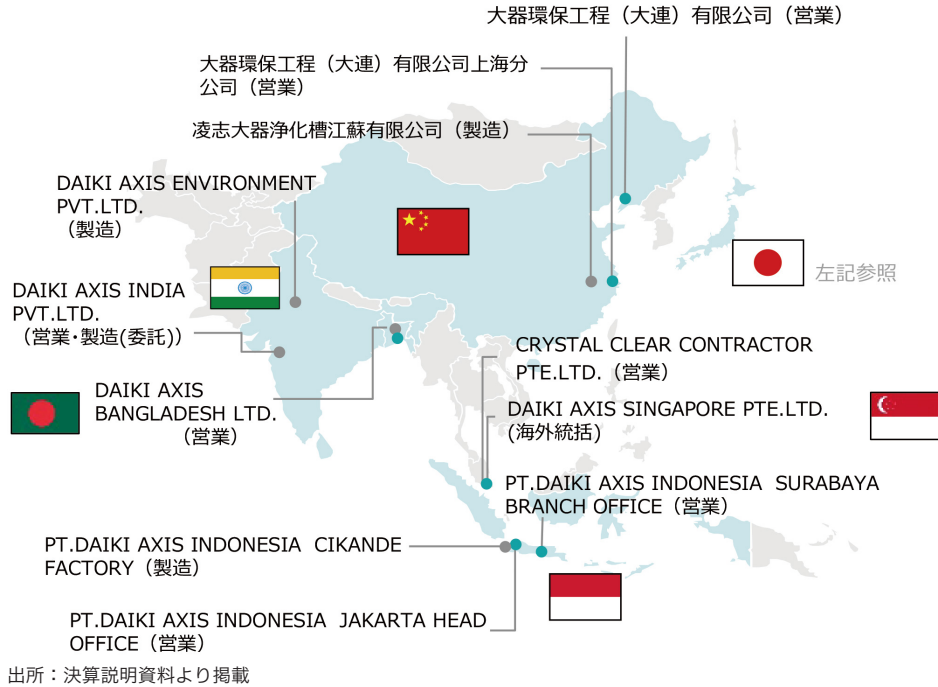 大器環保工程（大連）有限公司（営業）
大器環保工程（大連）有限公司上海分
公司（営業）
凌志大器浄化槽江蘇有限公司（製造）
DAIKI AXIS ENVIRONMENT
PVT.LTD.
（製造）
左記参照
DAIKI AXIS INDIA
PVT.LTD.
（営業･製造(委託)）
CRYSTAL CLEAR CONTRACTOR
PTE.LTD.（営業）
DAIKI AXIS
BANGLADESH LTD.
（営業）
DAIKI AXIS SINGAPORE PTE.LTD.
(海外統括)
PT.DAIKI AXIS INDONESIA SURABAYA
BRANCH OFFICE（営業）
PT.DAIKI AXIS INDONESIA CIKANDE
FACTORY（製造）
PT.DAIKI AXIS INDONESIA JAKARTA HEAD
OFFICE（営業）
出所：決算説明資料より掲載